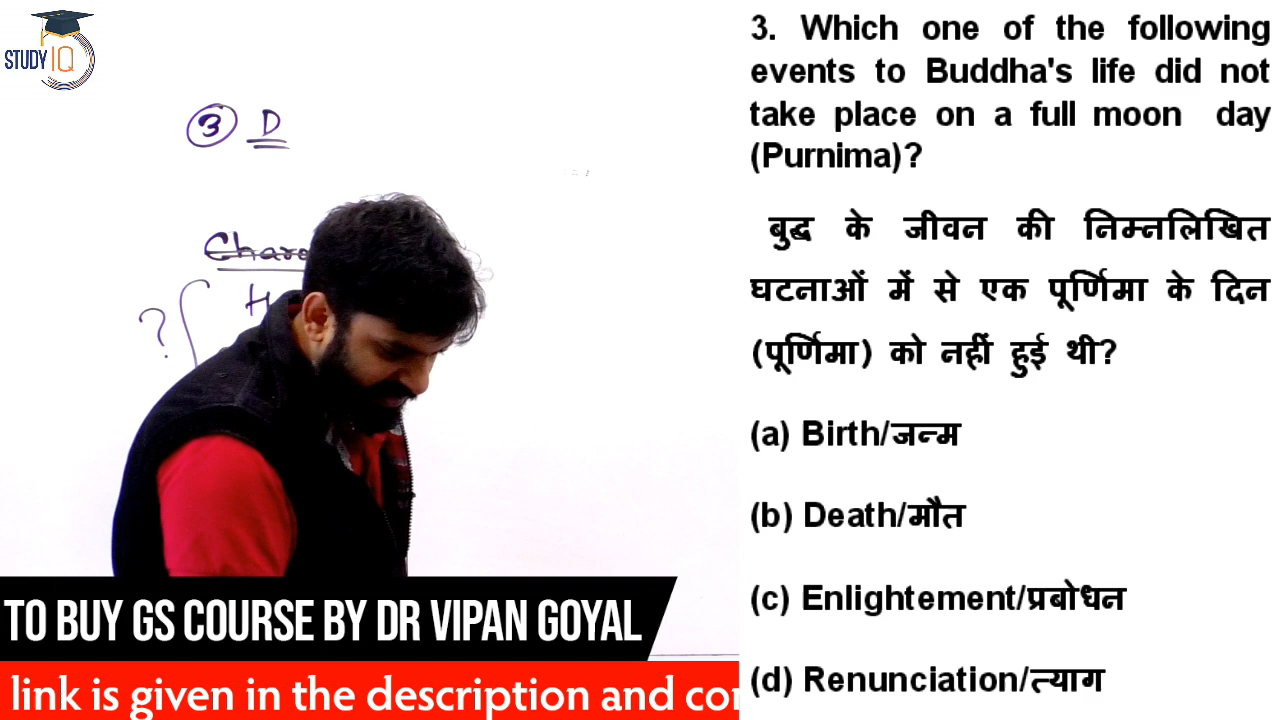 STUDY IQ
3 D
3. Which one of the following
events to Buddha's life did not
take place on a full moon day
(Purnima)?
बुद्ध के जीवन की निम्नलिखित
घटनाओं में से एक पूर्णिमा के दिन
(पूर्णिमा) को नहीं हुई थी?
(a) Birth/जन्म
(b) Death/मौत
(c) Enlightement/प्रबोधन
(d) Renunciation/त्याग
?
TO BUY GS COURSE BY DR VIPAN GOYAL
link is given in the description and